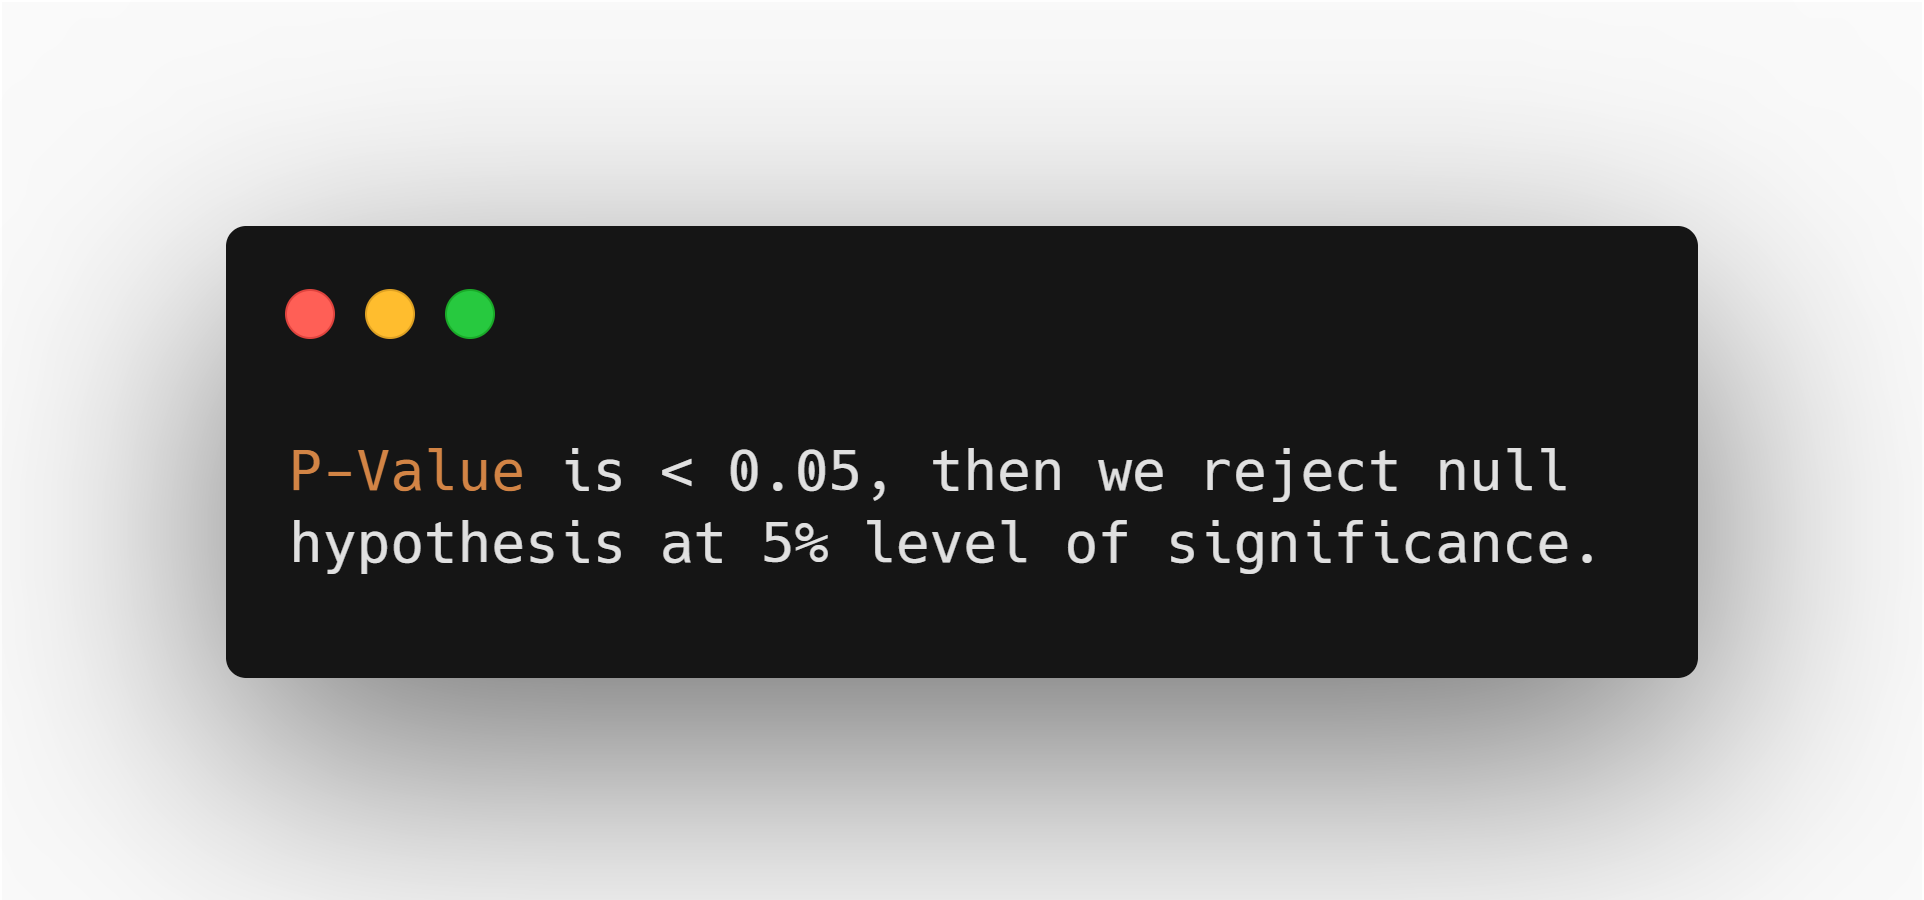 P-Value is < 0.05, then we reject null
hypothesis at 5% level of significance.